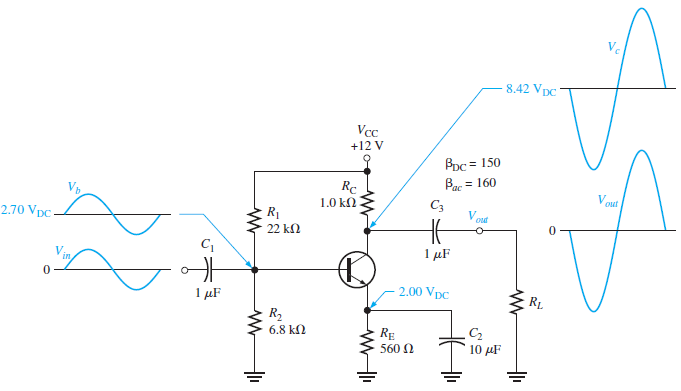 V_c
8.42 V_DC
V_CC
+12 V
β_DC = 150
β_ac = 160
R_C
1.0 kΩ
C_3
V_out
1 μF
V_b
2.70 V_DC
R_1
22 kΩ
V_out
0
V_in
0
C_1
1 μF
2.00 V_DC
R_L
R_2
6.8 kΩ
R_E
560 Ω
C_2
10 μF